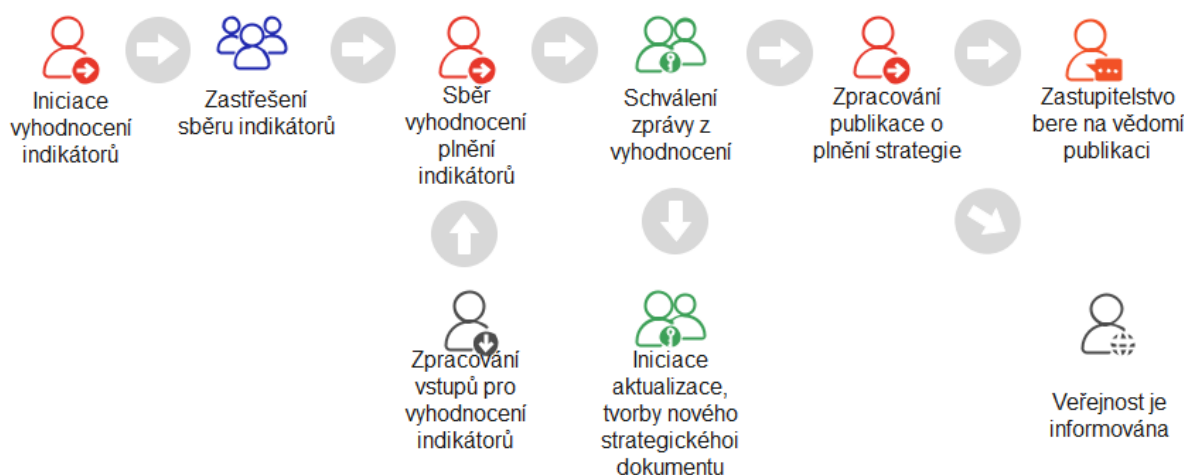 Iniciace
vyhodnocení
indikátorů
Zastřešení
sběru indikátorů
Sběr
vyhodnocení
plnění
indikátorů
Schválení
zprávy z
vyhodnocení
Zpracování
publikace o
plnění strategie
Zastupitelstvo
bere na vědomí
publikaci
Zpracování
vstupů pro
vyhodnocení
indikátorů
Iniciace
aktualizace,
tvorby nového
strategickéhoi
dokumentu
Veřejnost je
informována